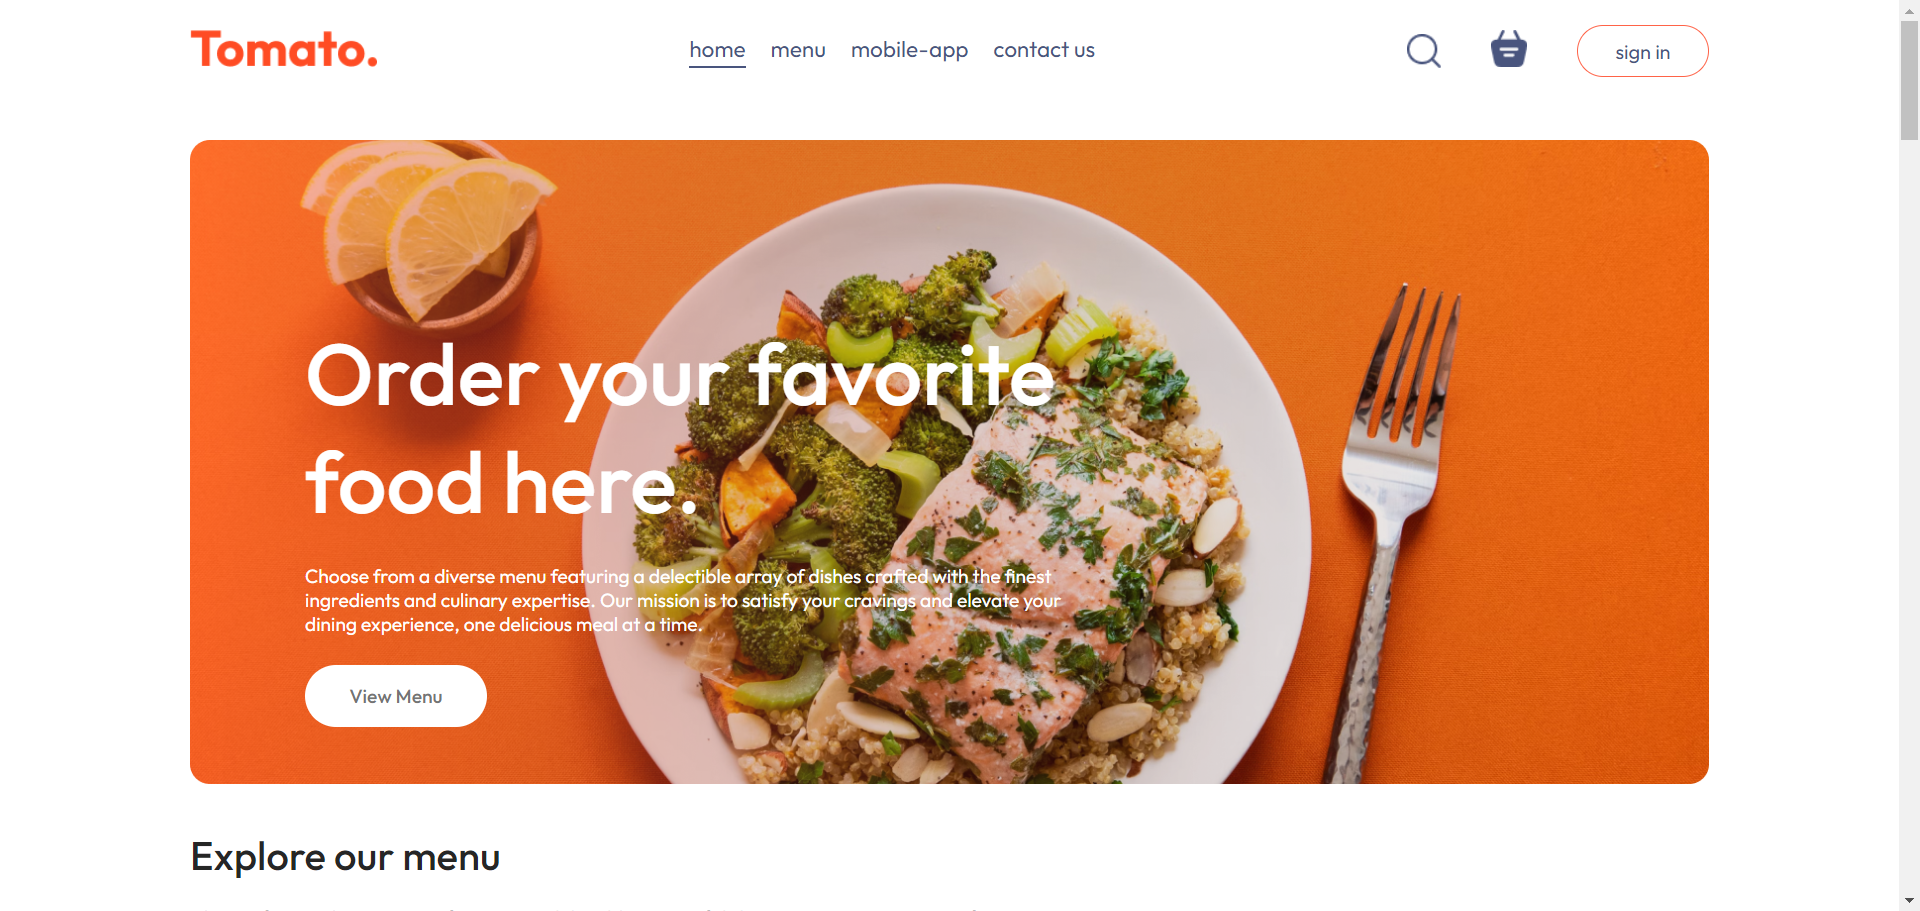 Tomato.
home menu mobile-app contact us
sign in
Order your favorite
food here.
Choose from a diverse menu featuring a delectible array of dishes crafted with the finest
ingredients and culinary expertise. Our mission is to satisfy your cravings and elevate your
dining experience, one delicious meal at a time.
View Menu
Explore our menu